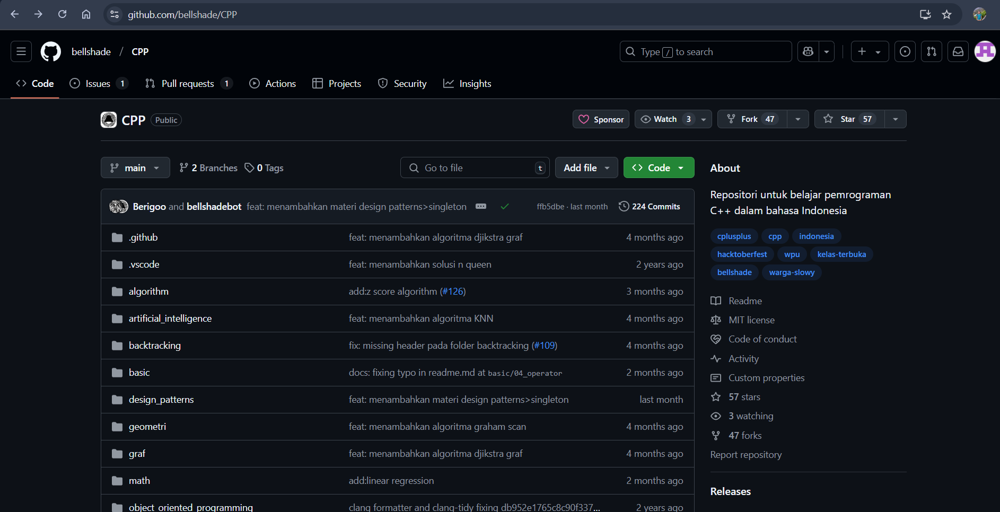 github.com/bellshade/CPP
bellshade / CPP
Type / to search
Code
Issues 1
Pull requests 1
Actions
Projects
Security
Insights
CPP Public
Sponsor
Watch 3
Fork 47
Star 57
main
2 Branches
0 Tags
Go to file t
Add file
Code
Berigoo and bellshadebot feat: menambahkan materi design patterns>singleton ffb5dbe · last month 224 Commits
.github feat: menambahkan algoritma djikstra graf 4 months ago
.vscode feat: menambahkan solusi n queen 2 years ago
algorithm add:z score algorithm (#126) 3 months ago
artificial_intelligence feat: menambahkan algoritma KNN 4 months ago
backtracking fix: missing header pada folder backtracking (#109) 4 months ago
basic docs: fixing typo in readme.md at basic/04_operator 2 months ago
design_patterns feat: menambahkan materi design patterns>singleton last month
geometri feat: menambahkan algoritma graham scan 4 months ago
graf feat: menambahkan algoritma djikstra graf 4 months ago
math add:linear regression 2 months ago
object_oriented_programming clang formatter and clang-tidy fixing db952e1765c8c90f337... 2 years ago
About
Repositori untuk belajar pemrograman
C++ dalam bahasa Indonesia
cplusplus cpp indonesia
hacktoberfest wpu kelas-terbuka
bellshade warga-slowy
Readme
MIT license
Code of conduct
Activity
Custom properties
57 stars
3 watching
47 forks
Report repository
Releases